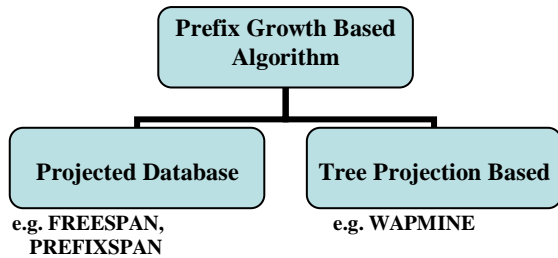 Prefix Growth Based
Algorithm
Projected Database
Tree Projection Based
e.g. FREESPAN,
PREFIXSPAN
e.g. WAPMINE